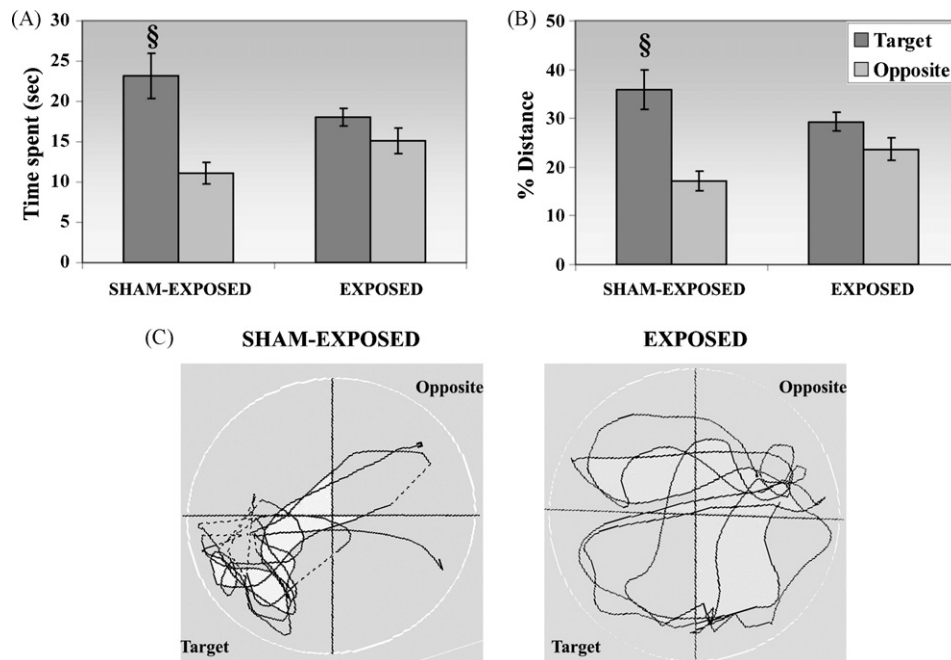 (A)
Time spent (sec)
30
25
20
15
10
5
0
§
SHAM-EXPOSED EXPOSED
(B)
% Distance
50
40
30
20
10
0
§
Target
Opposite
SHAM-EXPOSED EXPOSED
(C) SHAM-EXPOSED EXPOSED
Opposite
Target
Opposite
Target